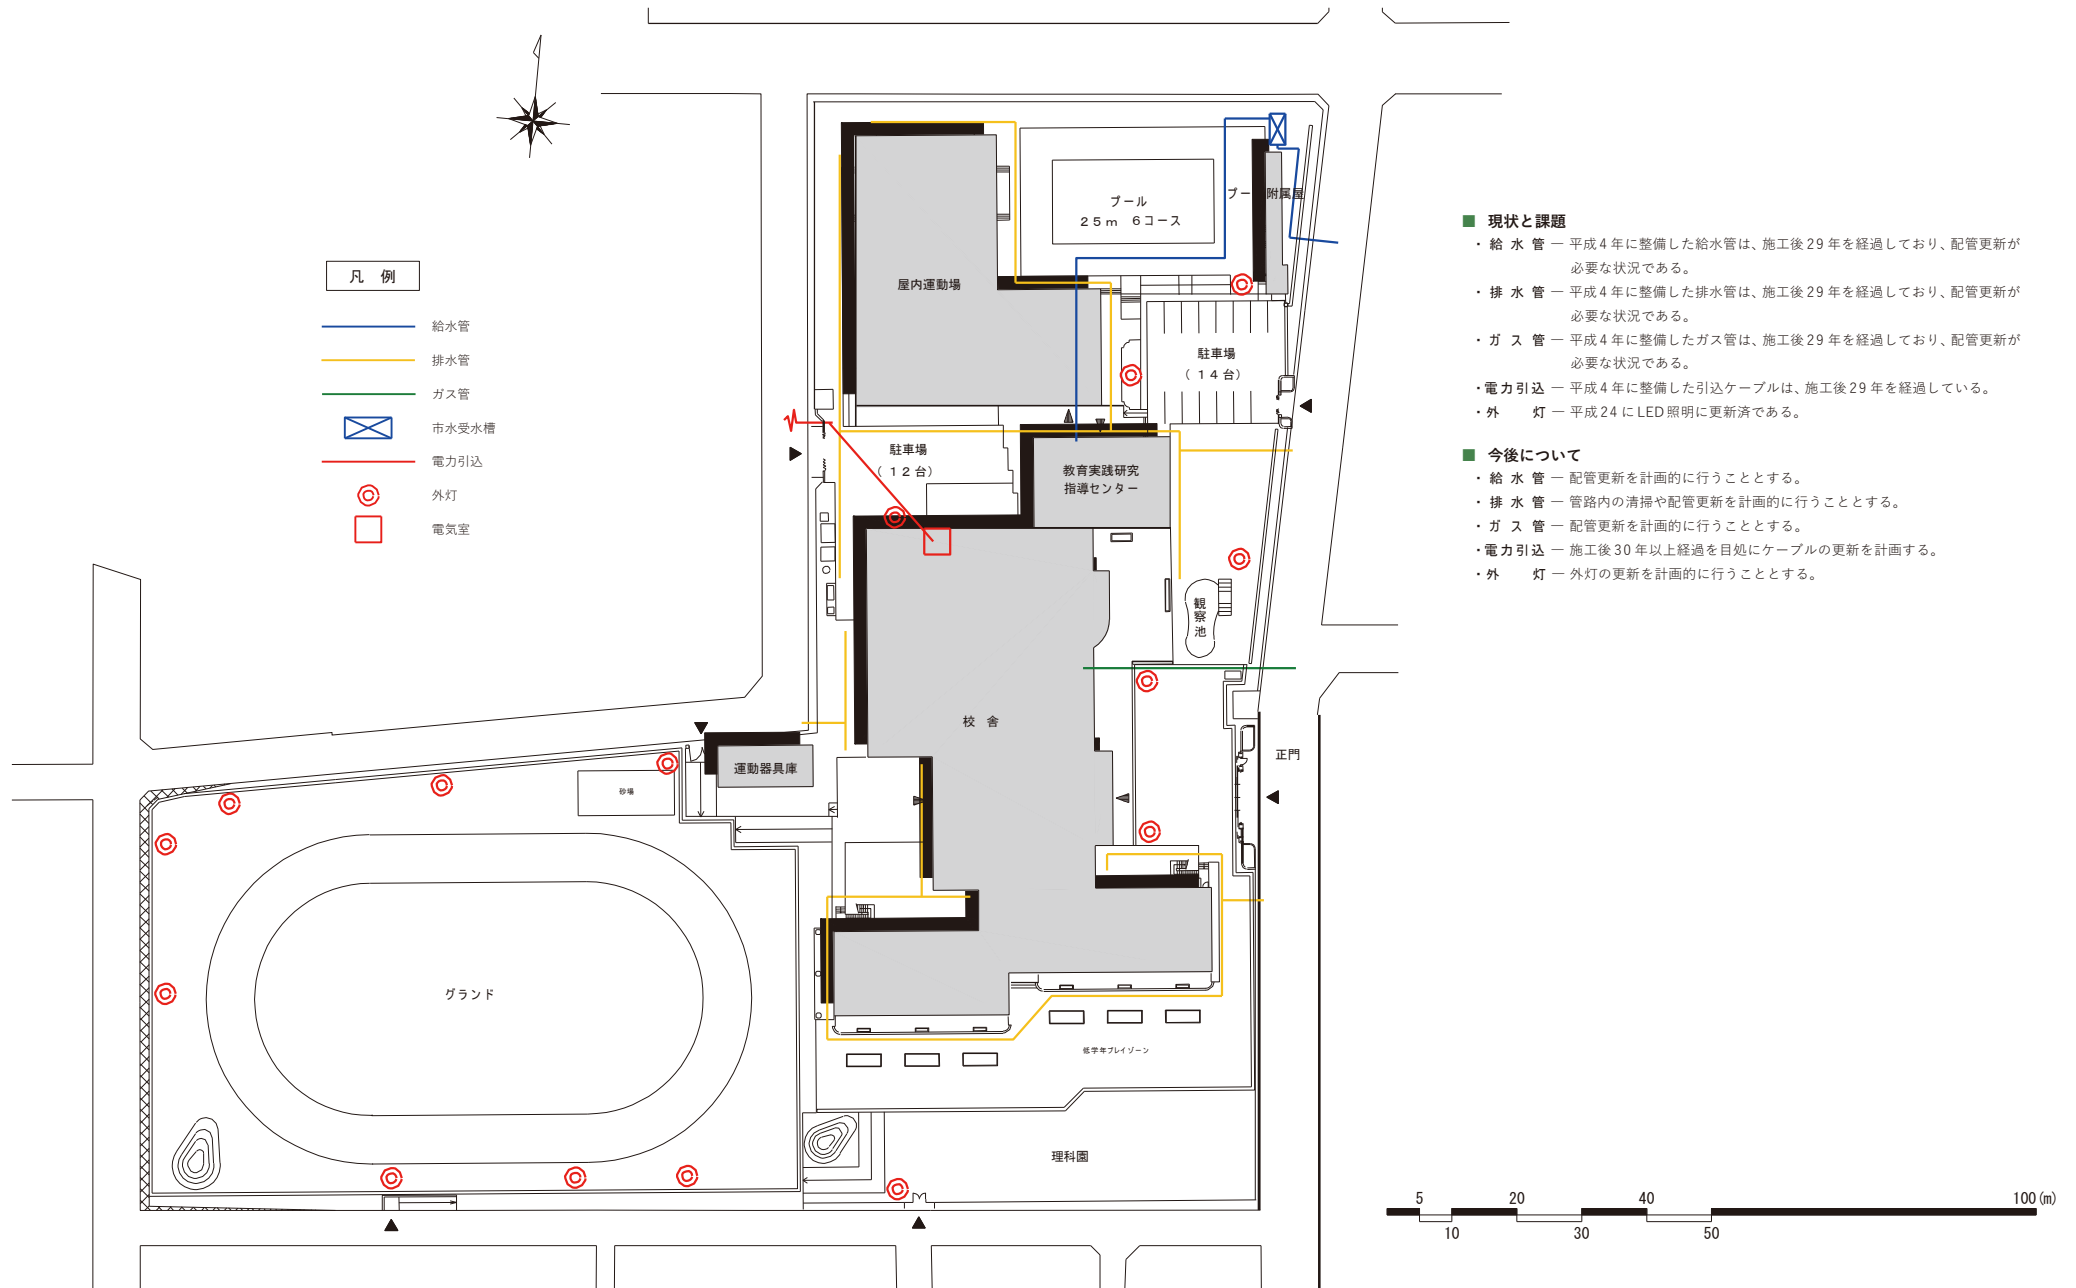 凡 例
給水管
排水管
ガス管
市水受水槽
電力引込
外灯
電気室
プール
25m 6コース
プー 附属屋
屋内運動場
駐車場
(14台)
駐車場
(12台)
教育実践研究
指導センター
観察池
校 舎
正門
運動器具庫
砂場
グランド
低学年プレイゾーン
理科園
■ 現状と課題
・給水管 ― 平成4年に整備した給水管は、施工後29年を経過しており、配管更新が
必要な状況である。
・排水管 ― 平成4年に整備した排水管は、施工後29年を経過しており、配管更新が
必要な状況である。
・ガス管 ― 平成4年に整備したガス管は、施工後29年を経過しており、配管更新が
必要な状況である。
・電力引込 ― 平成4年に整備した引込ケーブルは、施工後29年を経過している。
・外 灯 ― 平成24にLED照明に更新済である。
■ 今後について
・給水管 ― 配管更新を計画的に行うこととする。
・排水管 ― 管路内の清掃や配管更新を計画的に行うこととする。
・ガス管 ― 配管更新を計画的に行うこととする。
・電力引込 ― 施工後30年以上経過を目処にケーブルの更新を計画する。
・外 灯 ― 外灯の更新を計画的に行うこととする。
5 20 40 100(m)
10 30 50